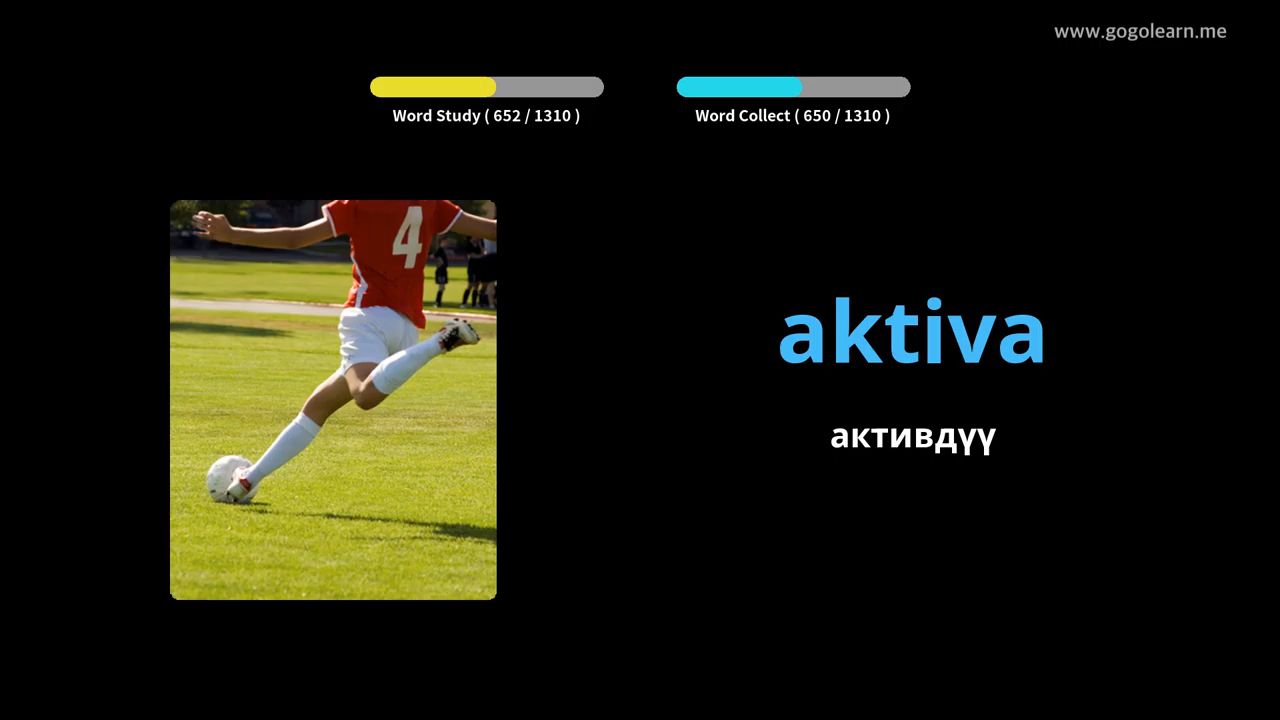 www.gogolearn.me
Word Study ( 652 / 1310 )
Word Collect ( 650 / 1310 )
4
aktiva
активдүү